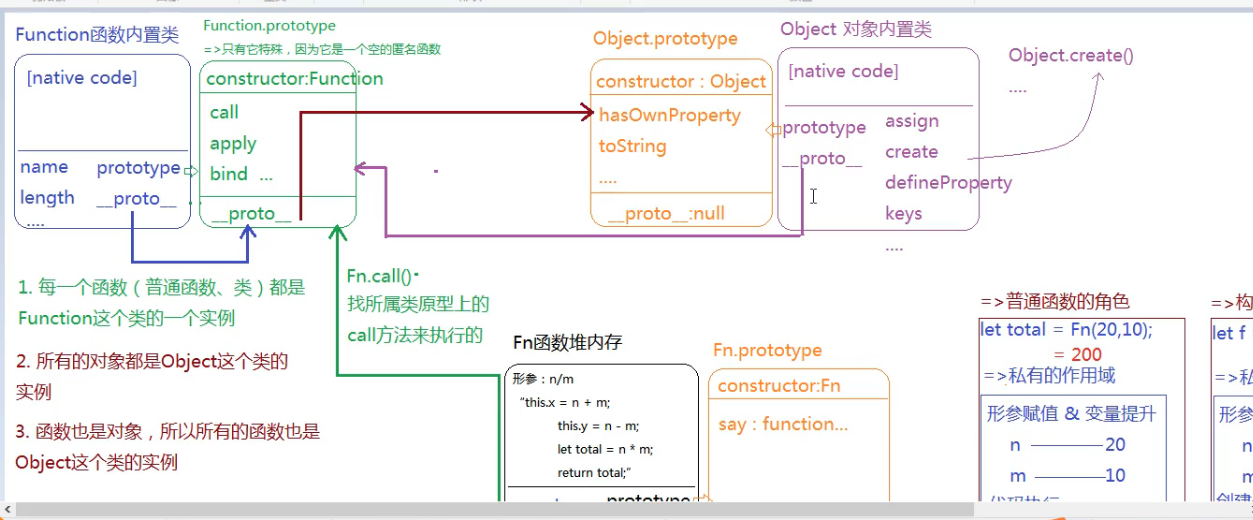 Function函数内置类
[native code]
name prototype
length __proto__
....
Function.prototype
=>只有它特殊，因为它是一个空的匿名函数
constructor:Function
call
apply
bind ...
__proto__
Object.prototype
constructor : Object
hasOwnProperty
toString
....
__proto__:null
Object 对象内置类
[native code]
prototype
__proto__
assign
create
defineProperty
keys
....
Object.create()
....
1. 每一个函数（普通函数、类）都是
Function这个类的一个实例
2. 所有的对象都是Object这个类的
实例
3. 函数也是对象，所以所有的函数也是
Object这个类的实例
Fn.call()
找所属类原型上的
call方法来执行的
Fn函数堆内存
形参：n/m
“this.x = n + m;
this.y = n - m;
let total = n * m;
return total;”
prototype
Fn.prototype
constructor:Fn
say : function...
=>普通函数的角色
let total = Fn(20,10);
= 200
=>私有的作用域
形参赋值 & 变量提升
n 20
m 10
代码执行
=>构
let f
=>私
形参
n
m
创建